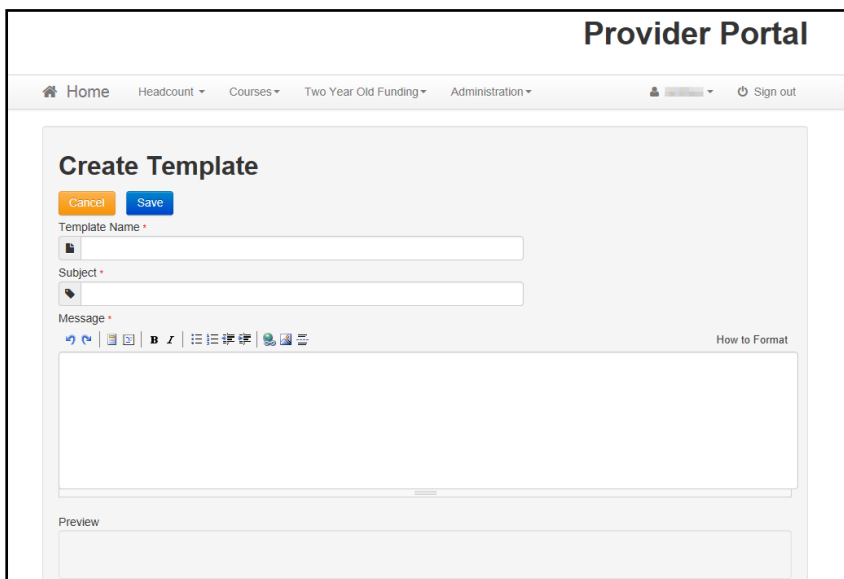 Provider Portal
Home Headcount Courses Two Year Old Funding Administration Sign out
Create Template
Cancel Save
Template Name *
Subject *
Message *
B I How to Format
Preview